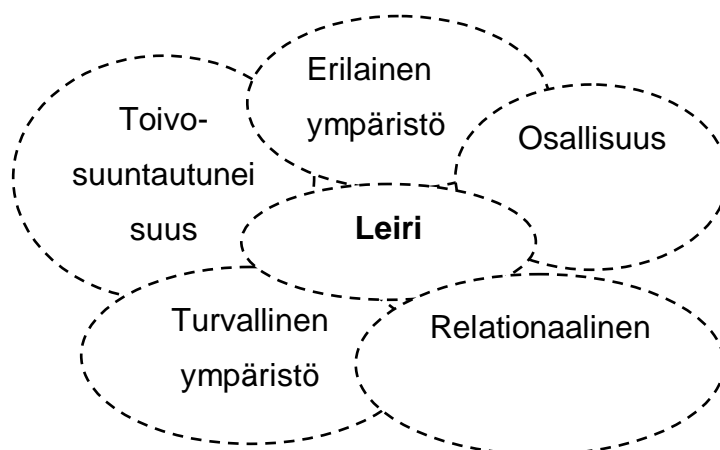 Erilainen
ympäristö
Toivo-
suuntautunei
suus
Osallisuus
Leiri
Turvallinen
ympäristö
Relationaalinen